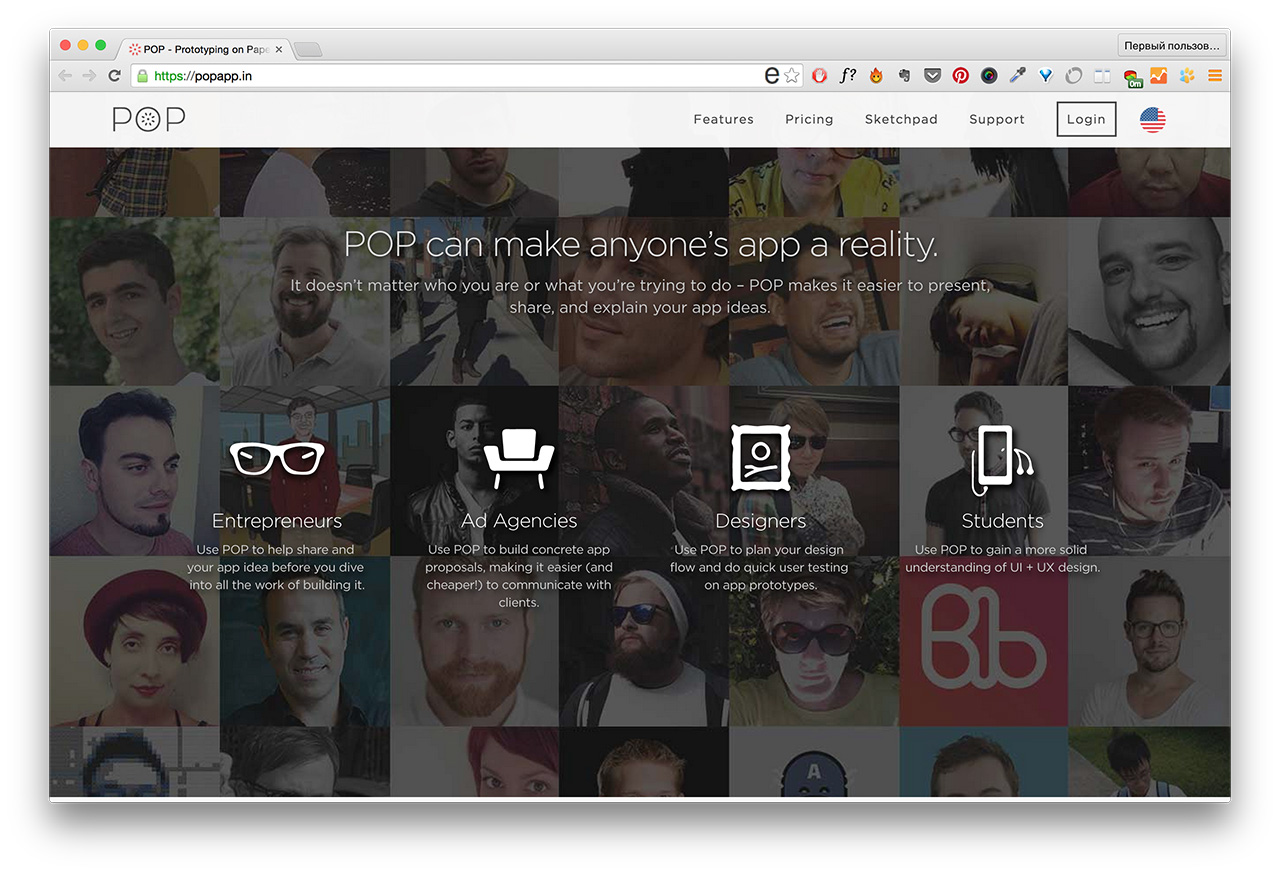 POP - Prototyping on Pape
Первый пользов...
https://popapp.in
e
f?
0m
POP
Features
Pricing
Sketchpad
Support
Login
POP can make anyone's app a reality.
It doesn't matter who you are or what you're trying to do – POP makes it easier to present,
share, and explain your app ideas.
Entrepreneurs
Use POP to help share and
your app idea before you dive
into all the work of building it.
Ad Agencies
Use POP to build concrete app
proposals, making it easier (and
cheaper!) to communicate with
clients.
Designers
Use POP to plan your design
flow and do quick user testing
on app prototypes.
Students
Use POP to gain a more solid
understanding of UI + UX design.
Bb
A